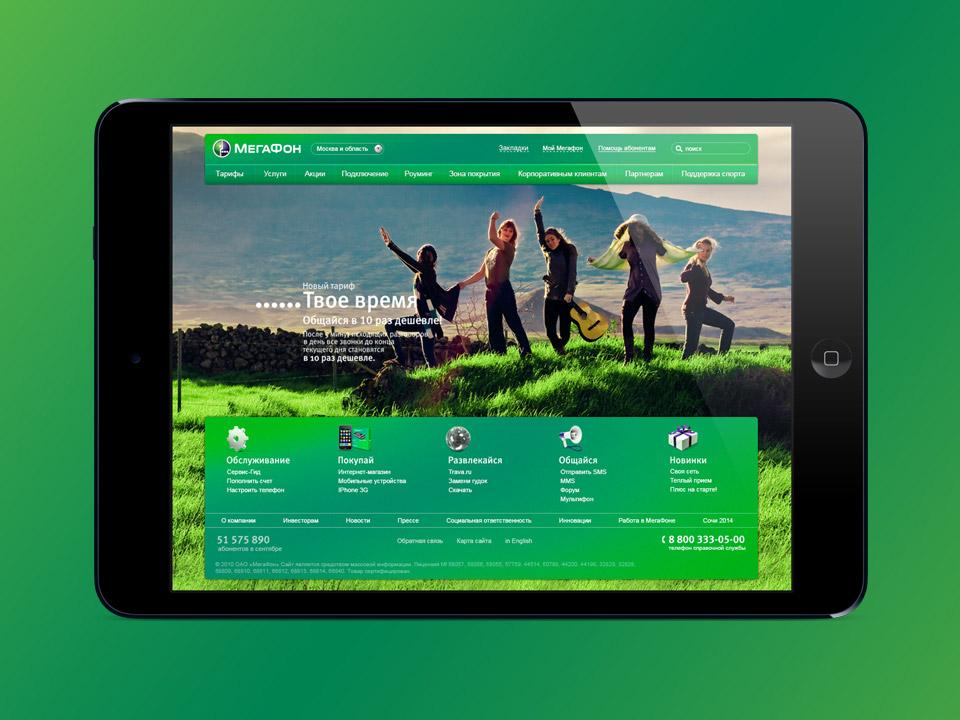 МЕГАФОН
Москва и область
Закладки Мой Мегафон Помощь абонентам поиск
Тарифы Услуги Акции Подключение Роуминг Зона покрытия Корпоративным клиентам Партнерам Поддержка спорта
Новый тариф
......Твое время
Общайся в 10 раз дешевле!
После 5 минут исходящих разговоров
в день все звонки до конца
текущего дня становятся
в 10 раз дешевле.
Обслуживание
Сервис-Гид
Пополнить счет
Настроить телефон
Покупай
Интернет-магазин
Мобильные устройства
IPhone 3G
Развлекайся
Trava.ru
Замени гудок
Скачать
Общайся
Отправить SMS
MMS
Форум
Мультифон
Новинки
Своя сеть
Теплый прием
Плюс на старте!
О компании Инвесторам Новости Прессе Социальная ответственность Инновации Работа в МегаФоне Сочи 2014
51 575 890
абонентов в сентябре
Обратная связь Карта сайта in English
8 800 333-05-00
телефон справочной службы
© 2010 ОАО «МегаФон» Сайт является средством массовой информации. Лицензия
Товар сертифицирован.